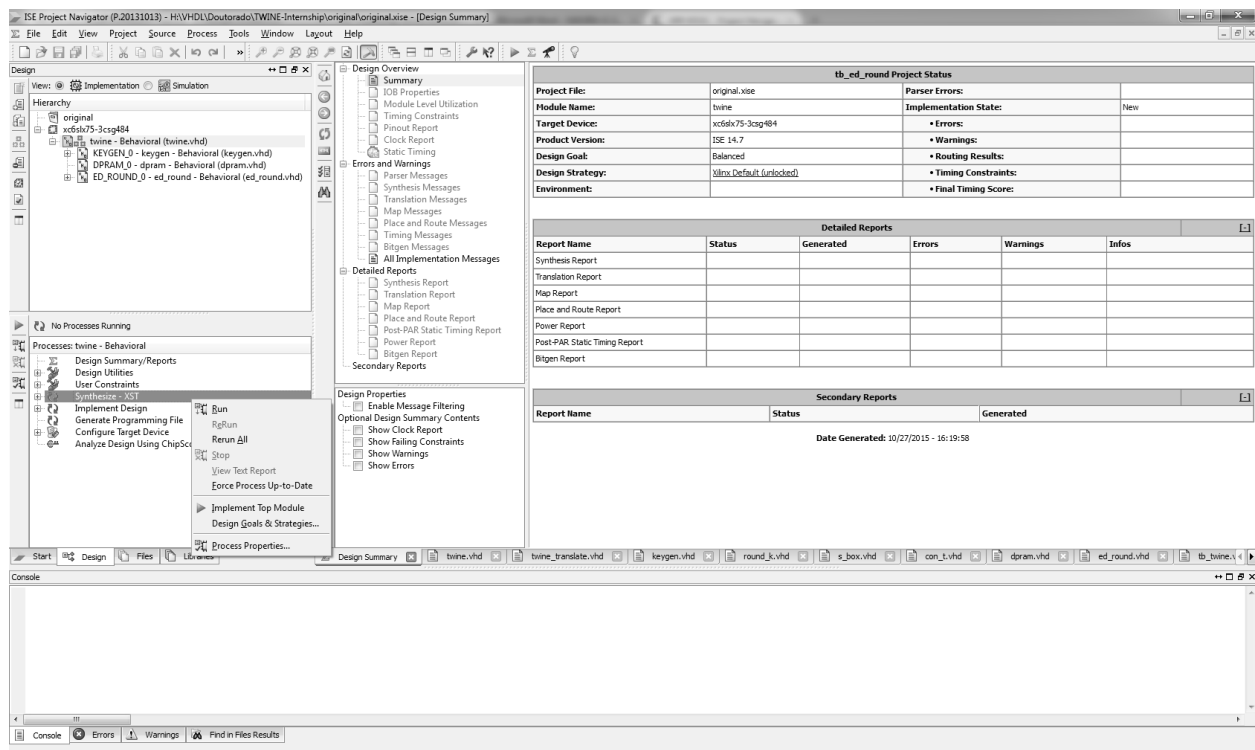 ISE Project Navigator (P.20131013) - H:\VHDL\Doutorado\TWINE-Internship\original\original.xise - [Design Summary]
File Edit View Project Source Process Tools Window Layout Help
Design
View: Implementation Simulation
Hierarchy
original
xc6slx75-3csg484
twine - Behavioral (twine.vhd)
KEYGEN_0 - keygen - Behavioral (keygen.vhd)
DPRAM_0 - dpram - Behavioral (dpram.vhd)
ED_ROUND_0 - ed_round - Behavioral (ed_round.vhd)
No Processes Running
Processes: twine - Behavioral
Design Summary/Reports
Design Utilities
User Constraints
Synthesize - XST
Implement Design
Generate Programming File
Configure Target Device
Analyze Design Using ChipSco
Run
ReRun
Rerun All
Stop
View Text Report
Force Process Up-to-Date
Implement Top Module
Design Goals & Strategies...
Process Properties...
Start Design Files Libraries
Design Overview
Summary
IOB Properties
Module Level Utilization
Timing Constraints
Pinout Report
Clock Report
Static Timing
Errors and Warnings
Parser Messages
Synthesis Messages
Translation Messages
Map Messages
Place and Route Messages
Timing Messages
Bitgen Messages
All Implementation Messages
Detailed Reports
Synthesis Report
Translation Report
Map Report
Place and Route Report
Post-PAR Static Timing Report
Power Report
Bitgen Report
Secondary Reports
Design Properties
Enable Message Filtering
Optional Design Summary Contents
Show Clock Report
Show Failing Constraints
Show Warnings
Show Errors
tb_ed_round Project Status
Project File: original.xise Parser Errors:
Module Name: twine Implementation State: New
Target Device: xc6slx75-3csg484 • Errors:
Product Version: ISE 14.7 • Warnings:
Design Goal: Balanced • Routing Results:
Design Strategy: Xilinx Default (unlocked) • Timing Constraints:
Environment: • Final Timing Score:
Detailed Reports [-]
Report Name Status Generated Errors Warnings Infos
Synthesis Report
Translation Report
Map Report
Place and Route Report
Power Report
Post-PAR Static Timing Report
Bitgen Report
Secondary Reports [-]
Report Name Status Generated
Date Generated: 10/27/2015 - 16:19:58
Design Summary twine.vhd twine_translate.vhd keygen.vhd round_k.vhd s_box.vhd con_t.vhd dpram.vhd ed_round.vhd tb_twine.v
Console
Console Errors Warnings Find in Files Results